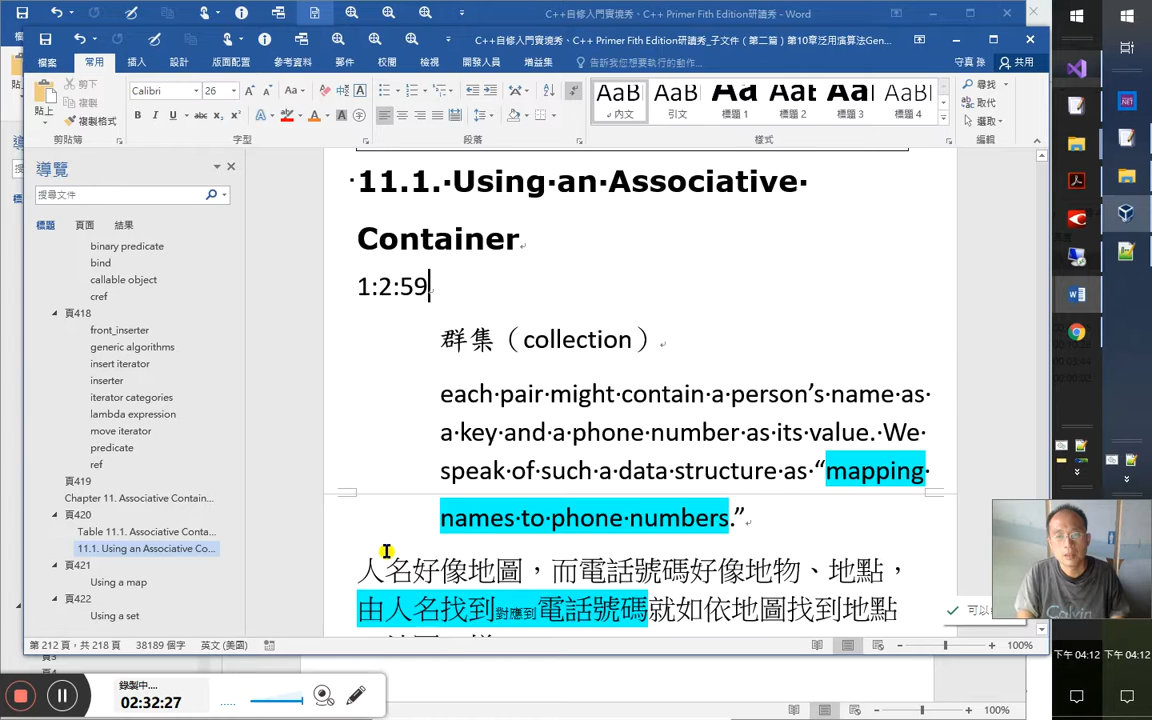 C++自修入門實境秀、C++ Primer Fith Edition研讀秀 - Word
C++自修入門實境秀、C++ Primer Fifth Edition研讀秀_子文件（第二篇）第10章泛用演算法Gen...
檔案 常用 插入 設計 版面配置 參考資料 郵件 校閱 檢視 開發人員 增益集 告訴我您想要執行的動作... 守真 孫 共用
貼上
剪下
複製
複製格式
剪貼簿
Calibri 26
字型
段落
AaB AaBb Aa Aab Aal AaBb
內文 引文 標題 1 標題 2 標題 3 標題 4
樣式
尋找
取代
選取
編輯
導覽
搜尋文件
標題 頁面 結果
binary predicate
bind
callable object
cref
頁418
front_inserter
generic algorithms
insert iterator
inserter
iterator categories
lambda expression
move iterator
predicate
ref
頁419
Chapter 11. Associative Contain...
頁420
Table 11.1. Associative Conta...
11.1. Using an Associative Co...
頁421
Using a map
頁422
Using a set
11.1. Using an Associative
Container
1:2:59
群集（collection）
each pair might contain a person’s name as
a key and a phone number as its value. We
speak of such a data structure as “mapping
names to phone numbers.”
人名好像地圖，而電話號碼好像地物、地點，
由人名找到對應到電話號碼就如依地圖找到地點
第 212 頁，共 218 頁 38189 個字 英文 (美國) 100%
錄製中....
02:32:27
100%
Calvin
下午 04:12 下午 04:12